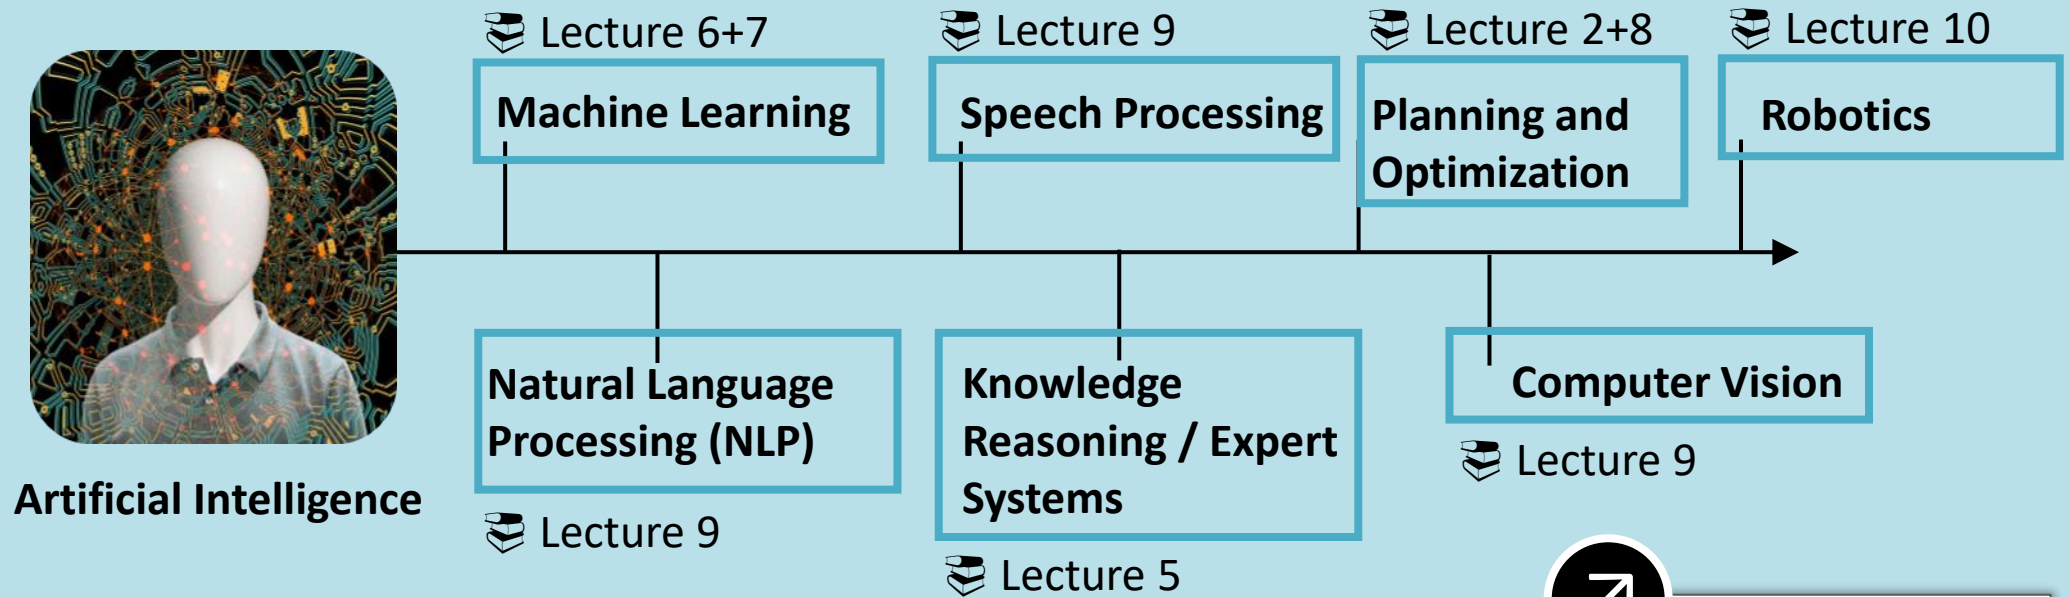 Lecture 6+7
Machine Learning
Lecture 9
Speech Processing
Lecture 2+8
Planning and
Optimization
Lecture 10
Robotics
Artificial Intelligence
Natural Language
Processing (NLP)
Lecture 9
Knowledge
Reasoning / Expert
Systems
Lecture 5
Computer Vision
Lecture 9